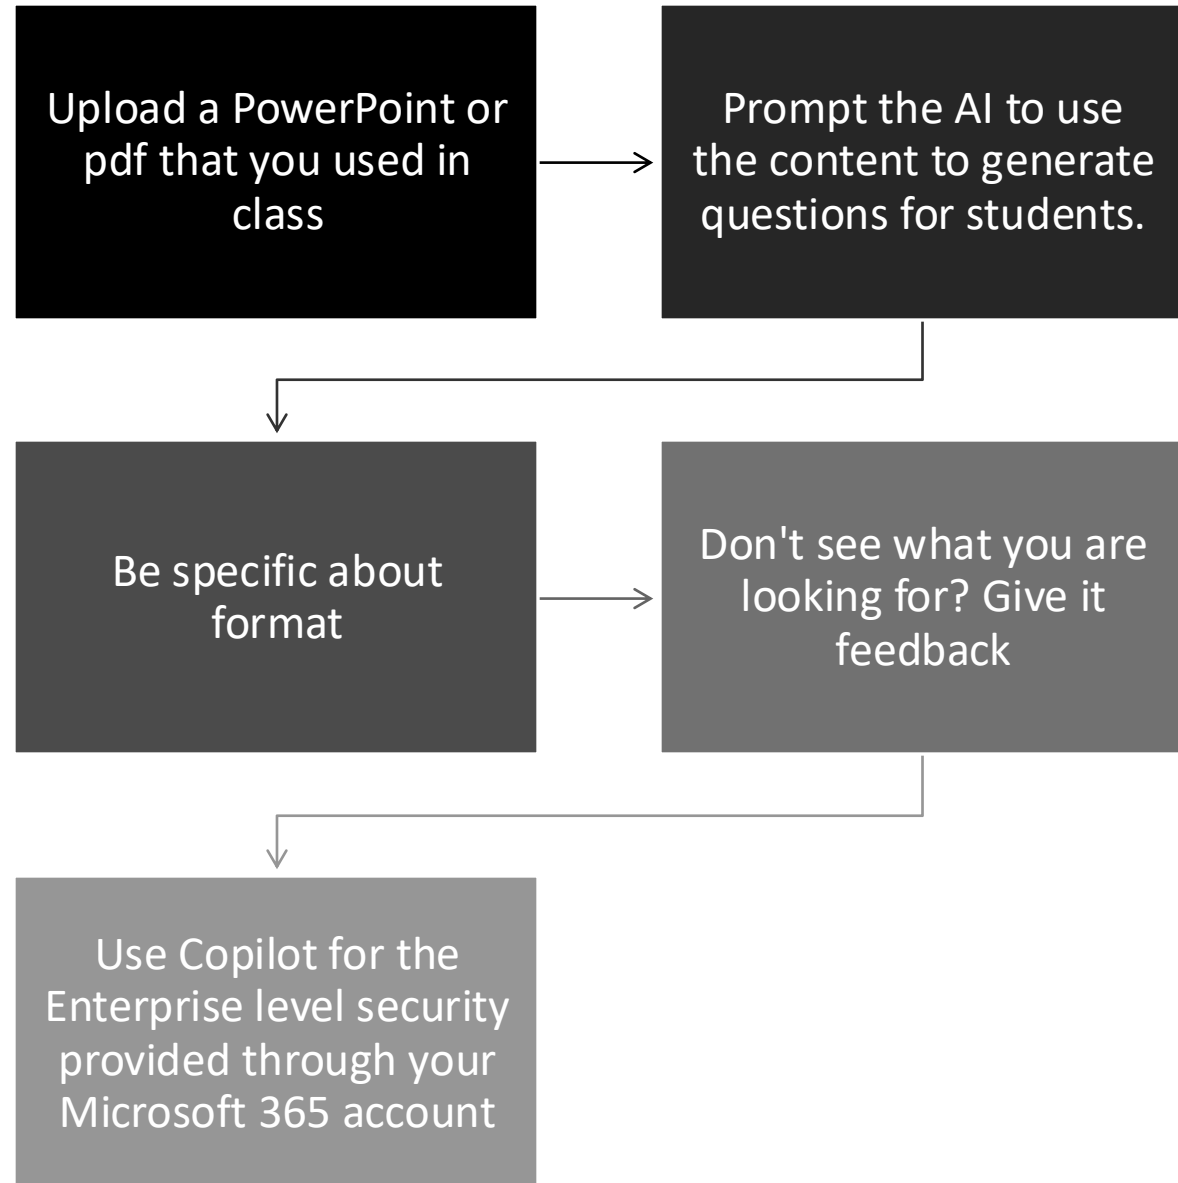 Upload a PowerPoint or
pdf that you used in
class
Prompt the AI to use
the content to generate
questions for students.
Be specific about
format
Don't see what you are
looking for? Give it
feedback
Use Copilot for the
Enterprise level security
provided through your
Microsoft 365 account